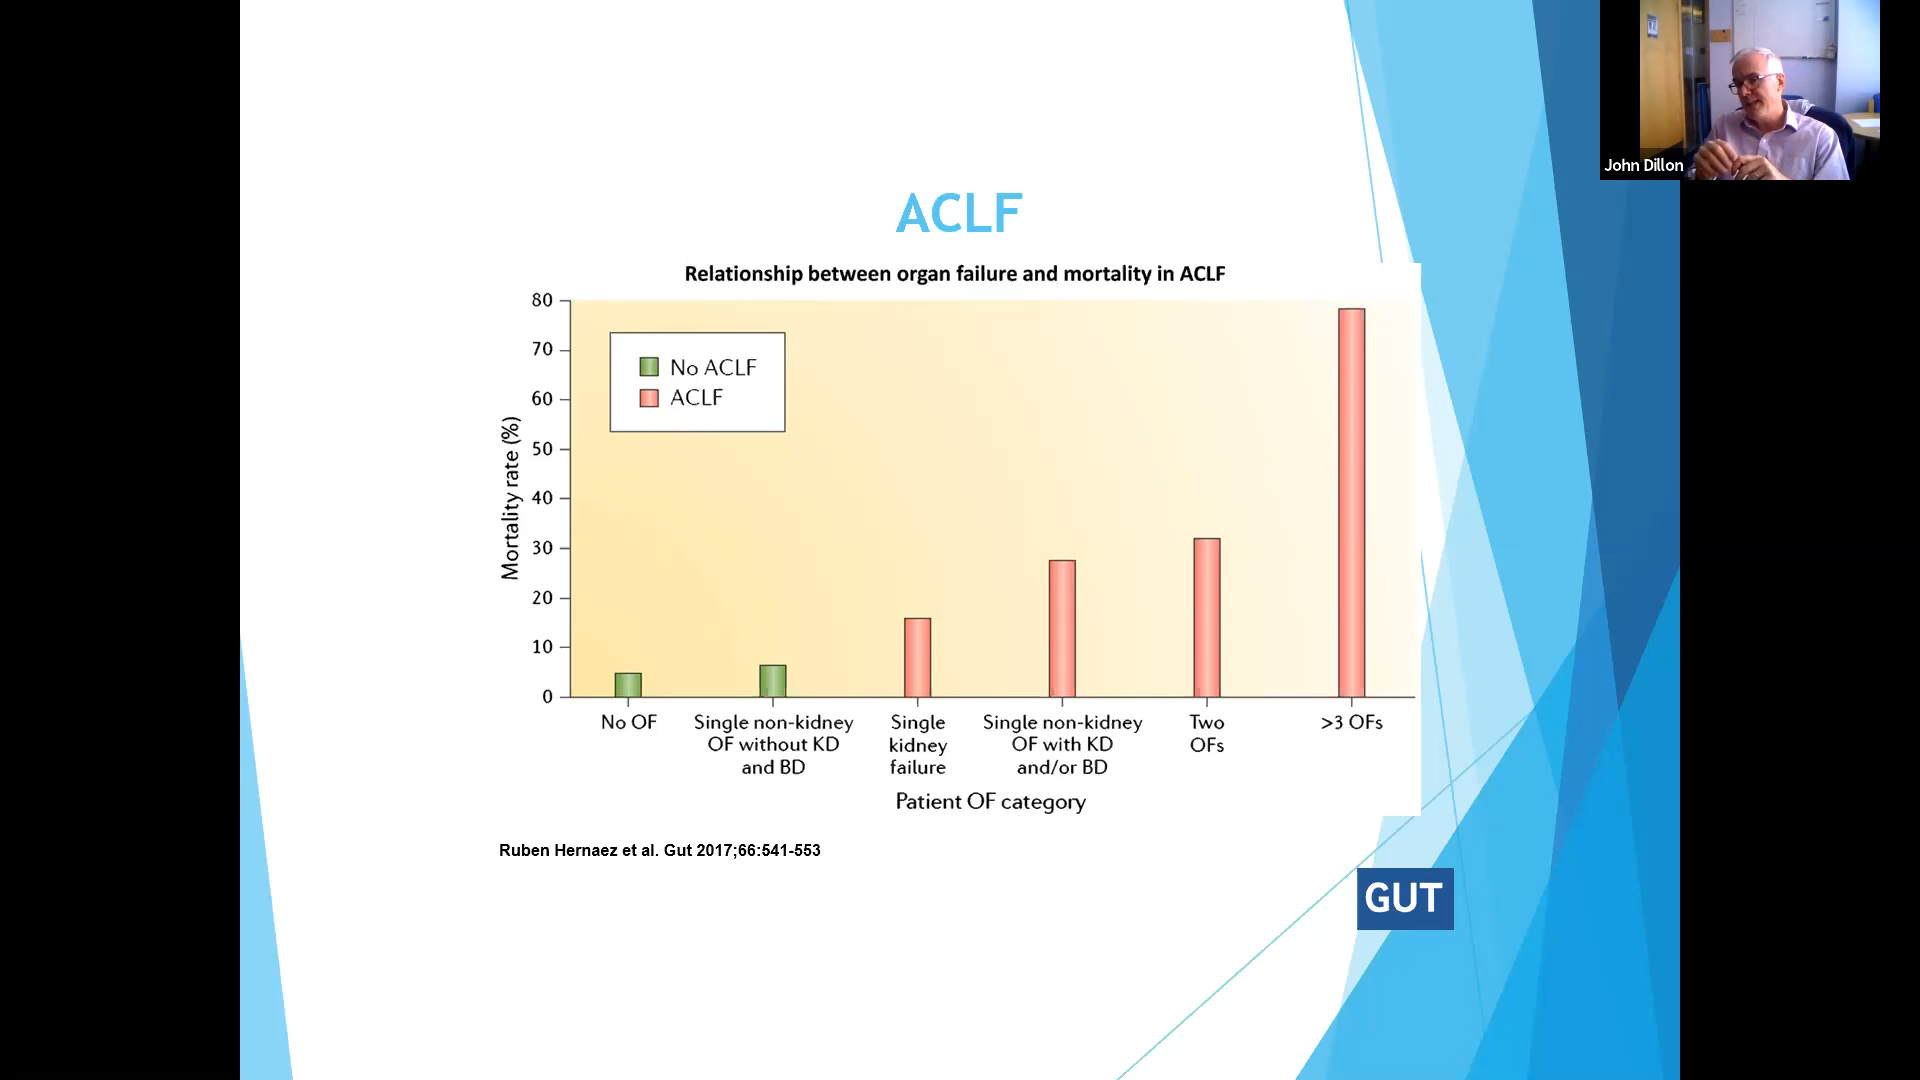 John Dillon
ACLF
Relationship between organ failure and mortality in ACLF
80
70
60
50
40
30
20
10
0
Mortality rate (%)
No ACLF
ACLF
No OF
Single non-kidney
OF without KD
and BD
Single
kidney
failure
Single non-kidney
OF with KD
and/or BD
Two
OFs
>3 OFs
Patient OF category
Ruben Hernaez et al. Gut 2017;66:541-553
GUT